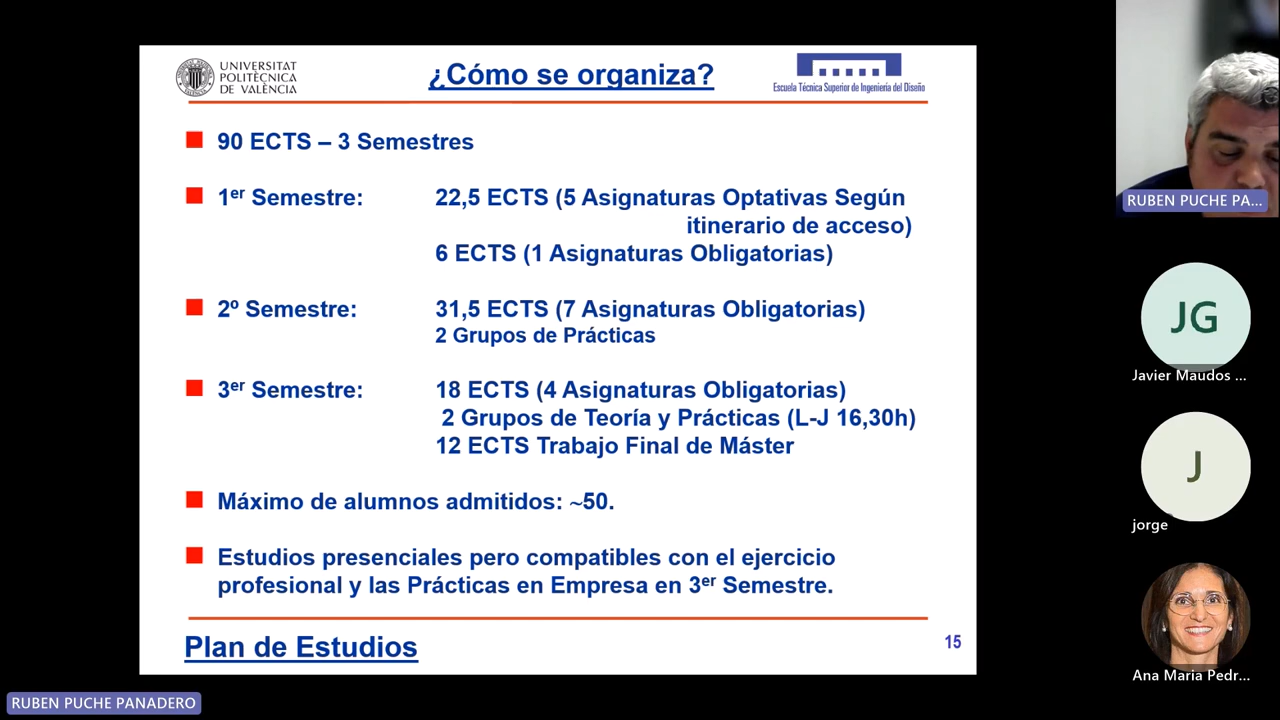 UNIVERSITAT
POLITÈCNICA
DE VALÈNCIA
¿Cómo se organiza?
Escuela Técnica Superior de Ingeniería del Diseño
90 ECTS – 3 Semestres
1er Semestre: 22,5 ECTS (5 Asignaturas Optativas Según
itinerario de acceso)
6 ECTS (1 Asignaturas Obligatorias)
2º Semestre: 31,5 ECTS (7 Asignaturas Obligatorias)
2 Grupos de Prácticas
3er Semestre: 18 ECTS (4 Asignaturas Obligatorias)
2 Grupos de Teoría y Prácticas (L-J 16,30h)
12 ECTS Trabajo Final de Máster
Máximo de alumnos admitidos: ~50.
Estudios presenciales pero compatibles con el ejercicio
profesional y las Prácticas en Empresa en 3er Semestre.
Plan de Estudios
15
RUBEN PUCHE PANADERO
RUBEN PUCHE PA...
JG
Javier Maudos ...
J
jorge
Ana Maria Pedr...